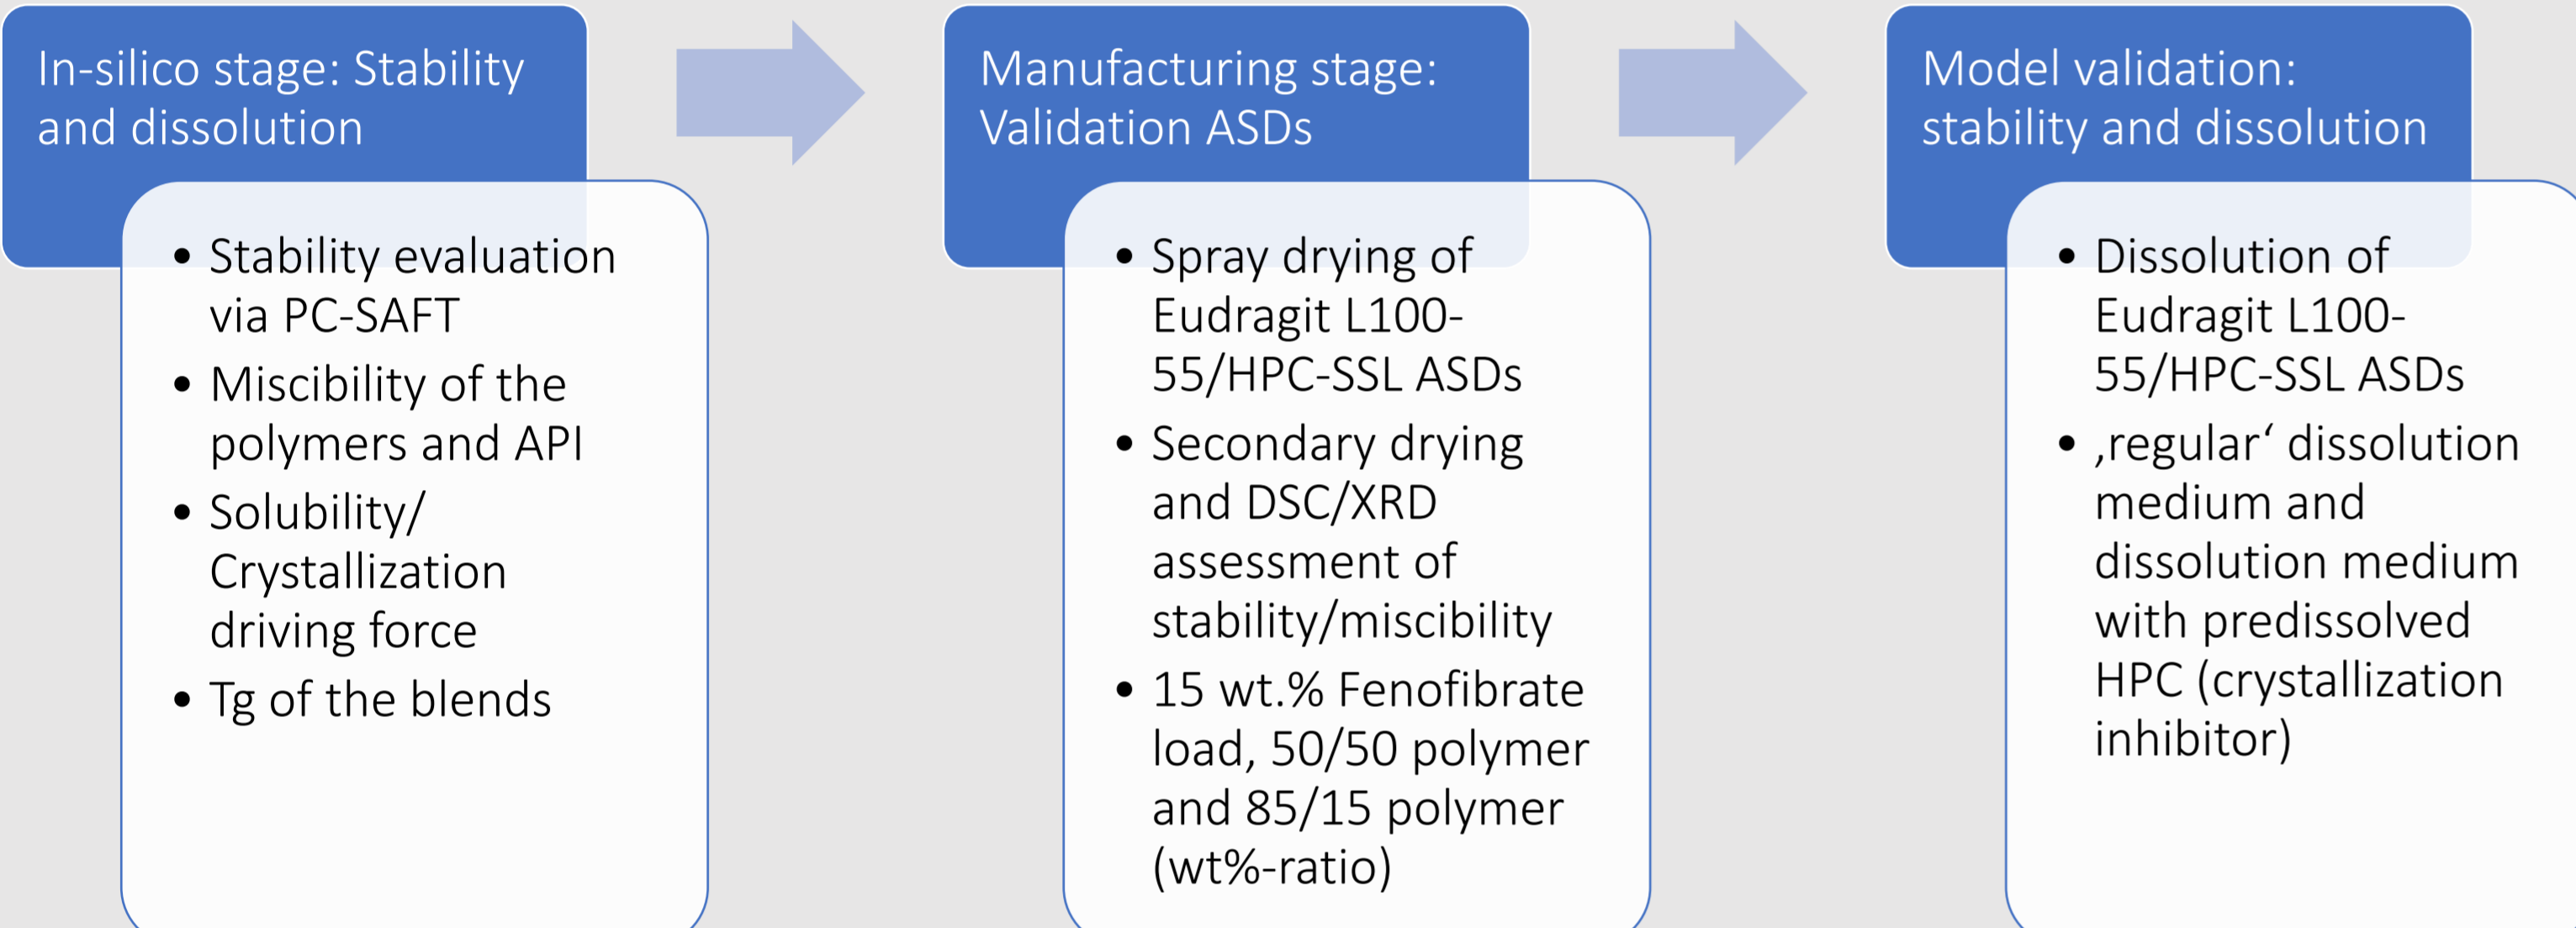 In-silico stage: Stability
and dissolution
• Stability evaluation
via PC-SAFT
• Miscibility of the
polymers and API
• Solubility/
Crystallization
driving force
• Tg of the blends
Manufacturing stage:
Validation ASDs
• Spray drying of
Eudragit L100-
55/HPC-SSL ASDs
• Secondary drying
and DSC/XRD
assessment of
stability/miscibility
• 15 wt.% Fenofibrate
load, 50/50 polymer
and 85/15 polymer
(wt%-ratio)
Model validation:
stability and dissolution
• Dissolution of
Eudragit L100-
55/HPC-SSL ASDs
• ‚regular‘ dissolution
medium and
dissolution medium
with predissolved
HPC (crystallization
inhibitor)